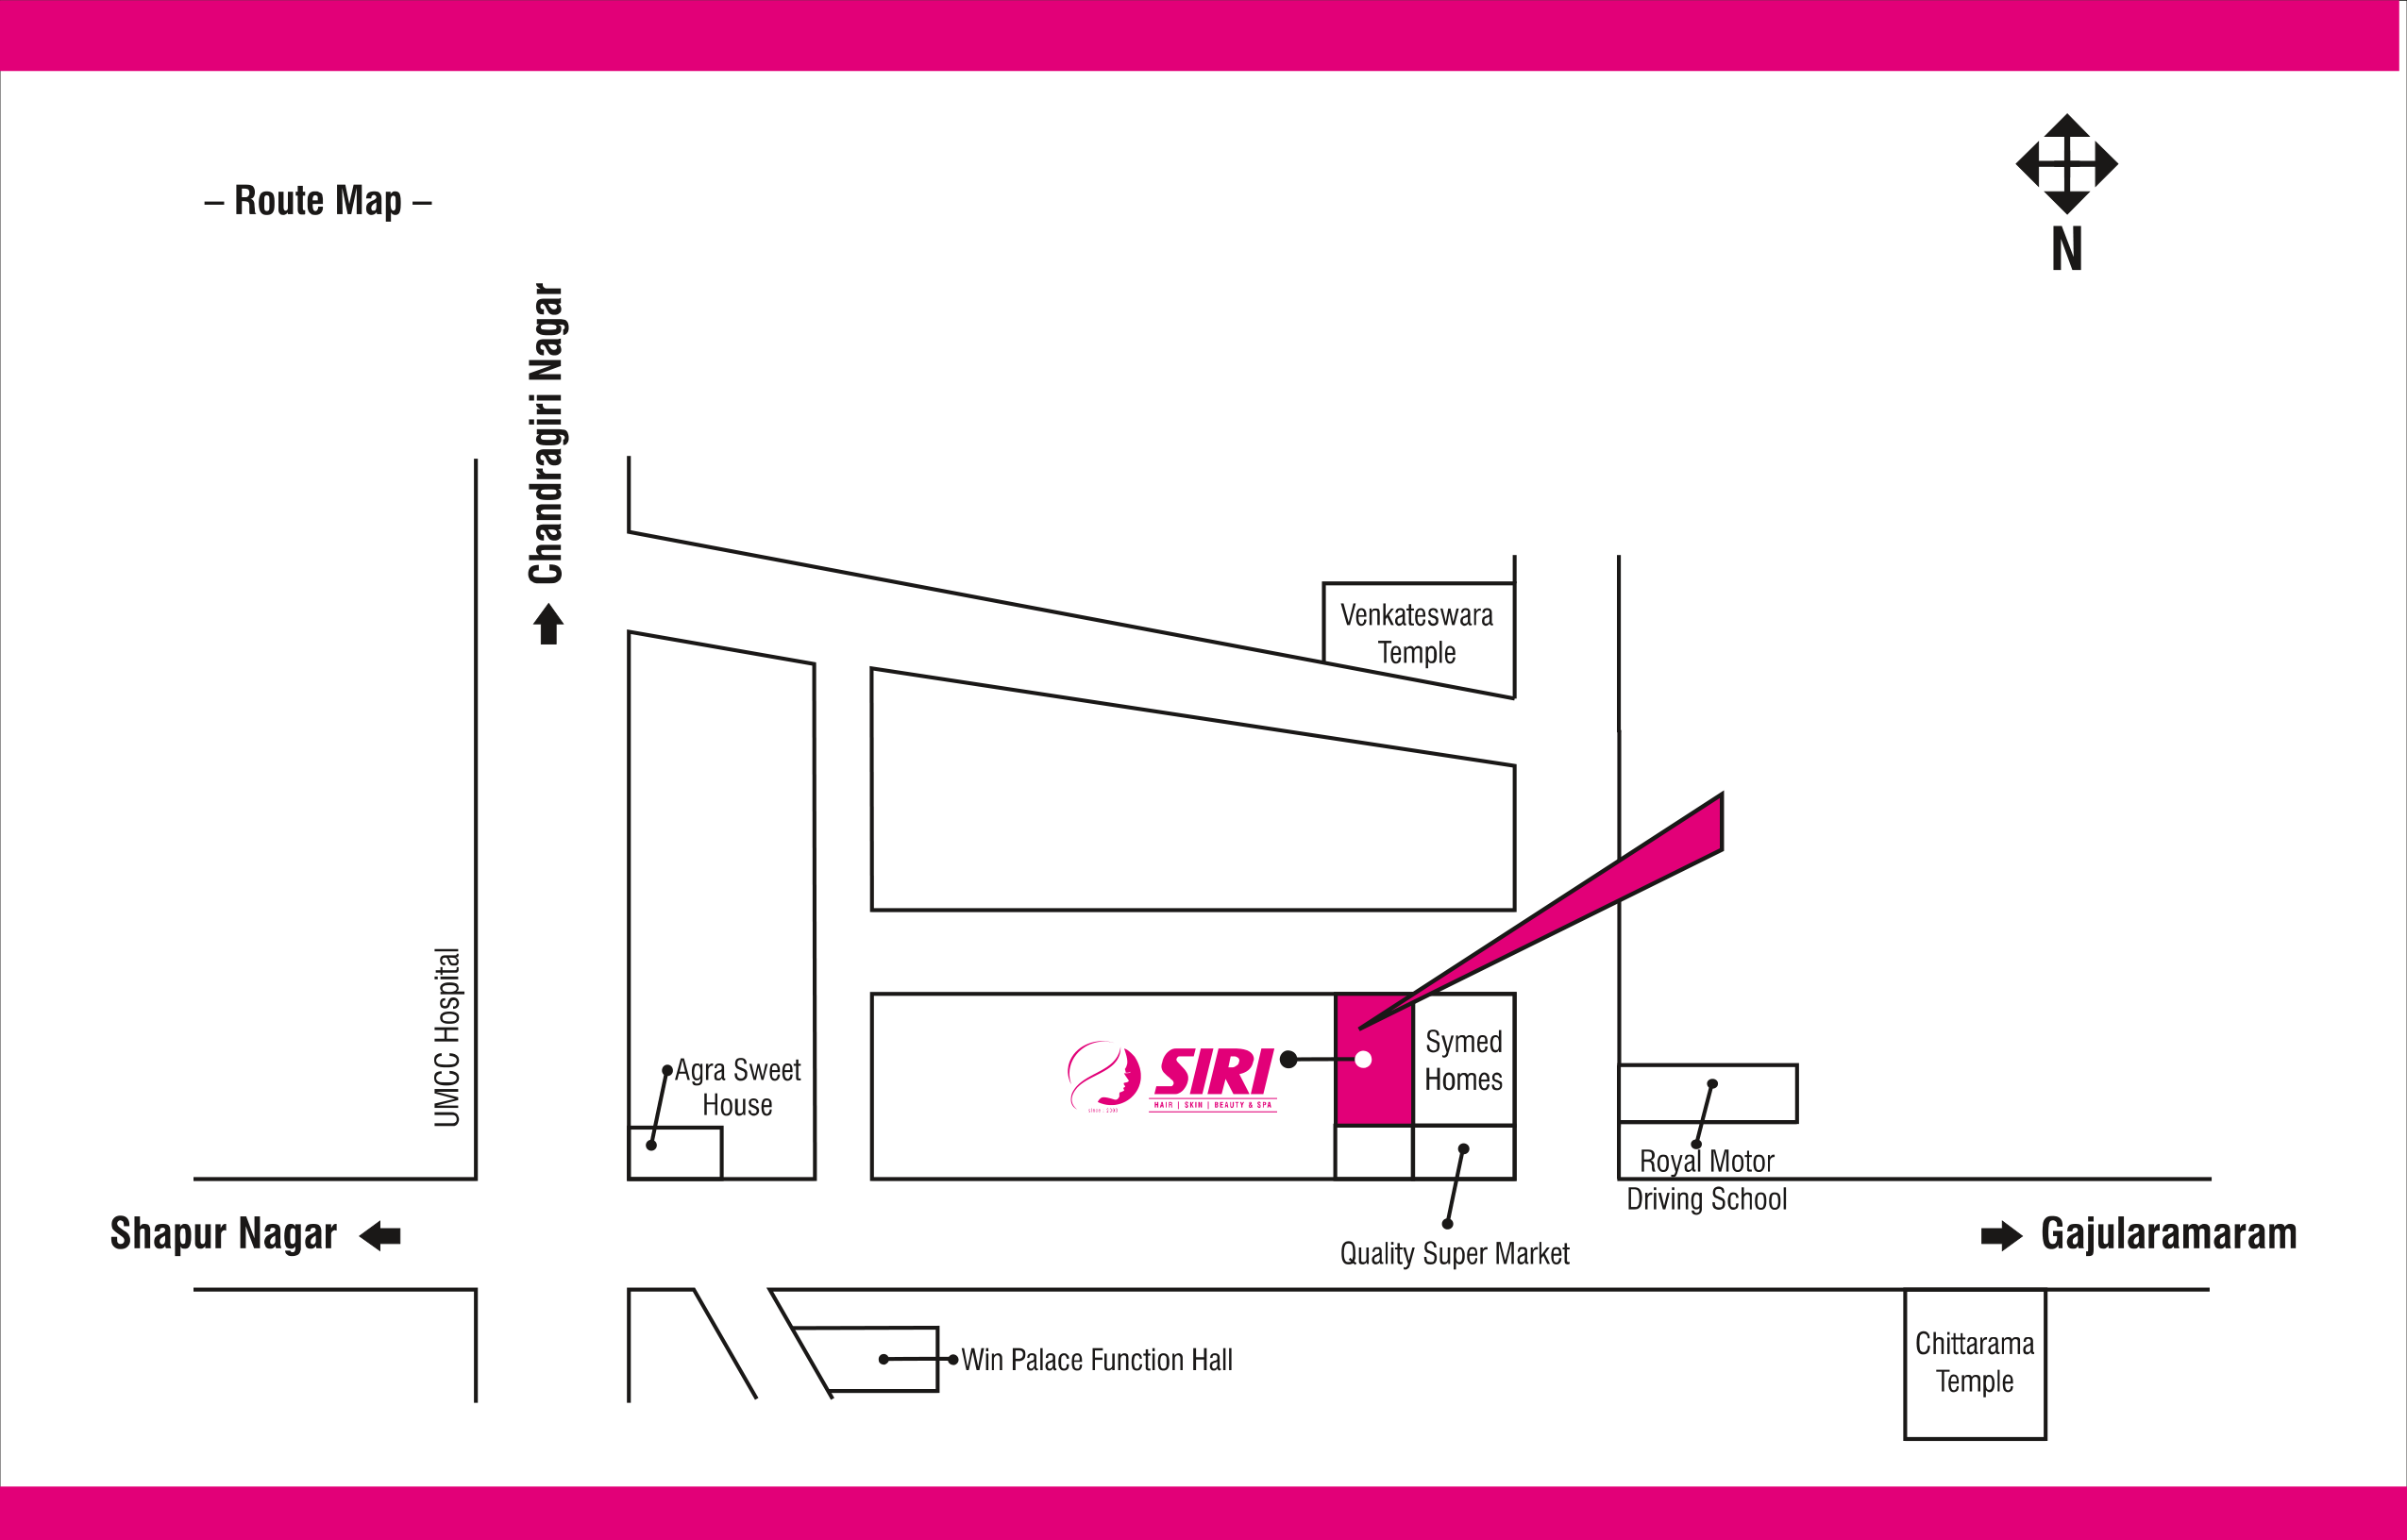 – Route Map –
N
Chandragiri Nagar
Venkateswara
Temple
UMCC Hospital
Agra Sweet
House
SIRI
HAIR | SKIN | BEAUTY & SPA
Symed
Homes
Royal Motor
Driving School
Shapur Nagar
Gajularamaram
Quality Super Market
Win Palace Function Hall
Chittarama
Temple